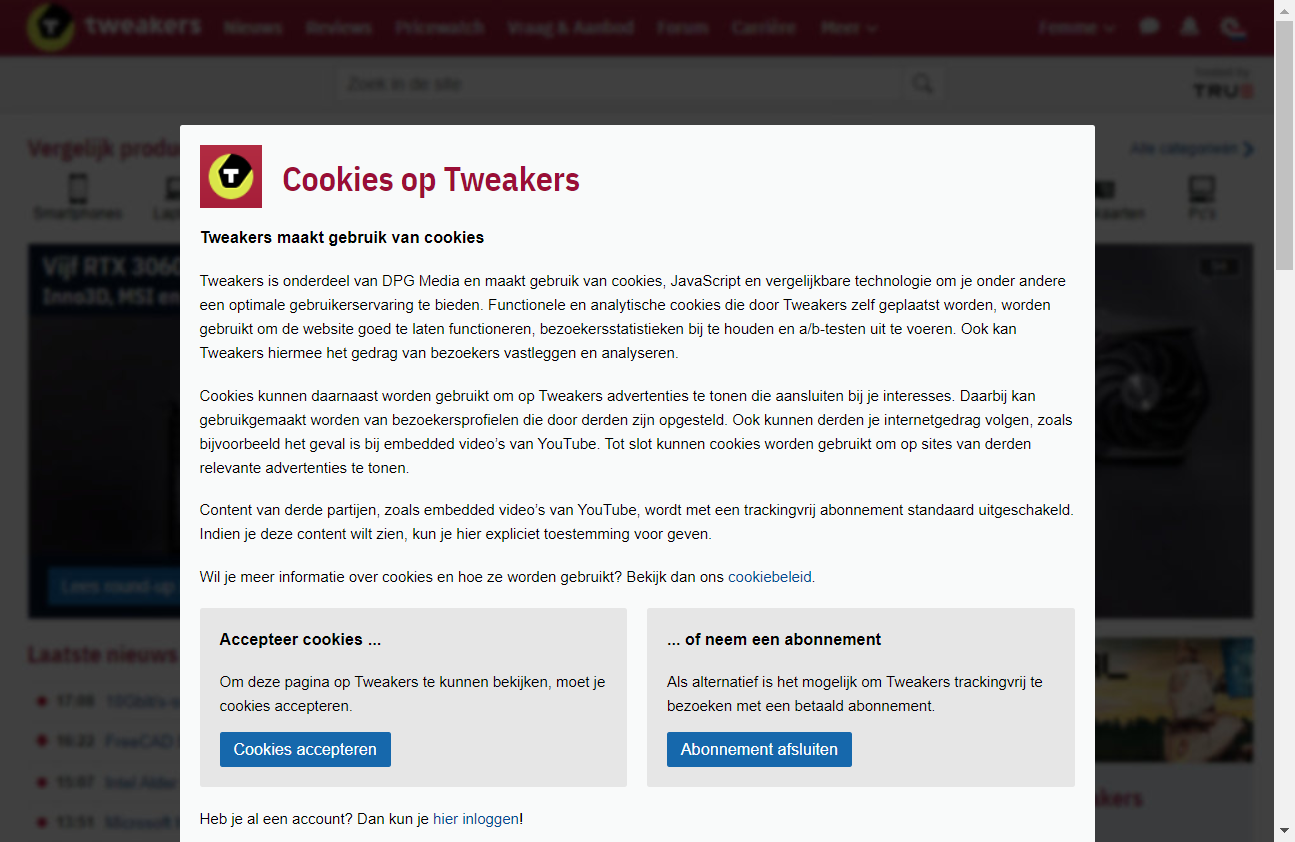 tweakers Nieuws Reviews Pricewatch Vraag & Aanbod Forum Carrière Meer Femme
Zoek in de site
hosted by
TRUE
Vergelijk produ
Alle categorieën
Smartphones
kaarten
Pc's
Vijf RTX 3060
Inno3D, MSI en
Lees round-up
Laatste nieuws
17:08
16:22 FreeCAD
15:07 Intel Alder
13:51 Microsoft
akers
T
Cookies op Tweakers
Tweakers maakt gebruik van cookies
Tweakers is onderdeel van DPG Media en maakt gebruik van cookies, JavaScript en vergelijkbare technologie om je onder andere
een optimale gebruikerservaring te bieden. Functionele en analytische cookies die door Tweakers zelf geplaatst worden, worden
gebruikt om de website goed te laten functioneren, bezoekersstatistieken bij te houden en a/b-testen uit te voeren. Ook kan
Tweakers hiermee het gedrag van bezoekers vastleggen en analyseren.
Cookies kunnen daarnaast worden gebruikt om op Tweakers advertenties te tonen die aansluiten bij je interesses. Daarbij kan
gebruikgemaakt worden van bezoekersprofielen die door derden zijn opgesteld. Ook kunnen derden je internetgedrag volgen, zoals
bijvoorbeeld het geval is bij embedded video's van YouTube. Tot slot kunnen cookies worden gebruikt om op sites van derden
relevante advertenties te tonen.
Content van derde partijen, zoals embedded video's van YouTube, wordt met een trackingvrij abonnement standaard uitgeschakeld.
Indien je deze content wilt zien, kun je hier expliciet toestemming voor geven.
Wil je meer informatie over cookies en hoe ze worden gebruikt? Bekijk dan ons cookiebeleid.
Accepteer cookies ...
Om deze pagina op Tweakers te kunnen bekijken, moet je
cookies accepteren.
Cookies accepteren
... of neem een abonnement
Als alternatief is het mogelijk om Tweakers trackingvrij te
bezoeken met een betaald abonnement.
Abonnement afsluiten
Heb je al een account? Dan kun je hier inloggen!